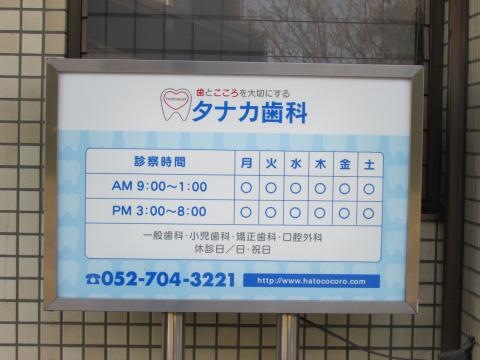 歯とこころを大切にする
タナカ歯科
診察時間 月 火 水 木 金 土
AM 9:00〜1:00 ○ ○ ○ ○ ○ ○
PM 3:00〜8:00 ○ ○ ○ ○ ○ ○
一般歯科・小児歯科・矯正歯科・口腔外科
休診日／日・祝日
☎052-704-3221 http://www.hatococoro.com